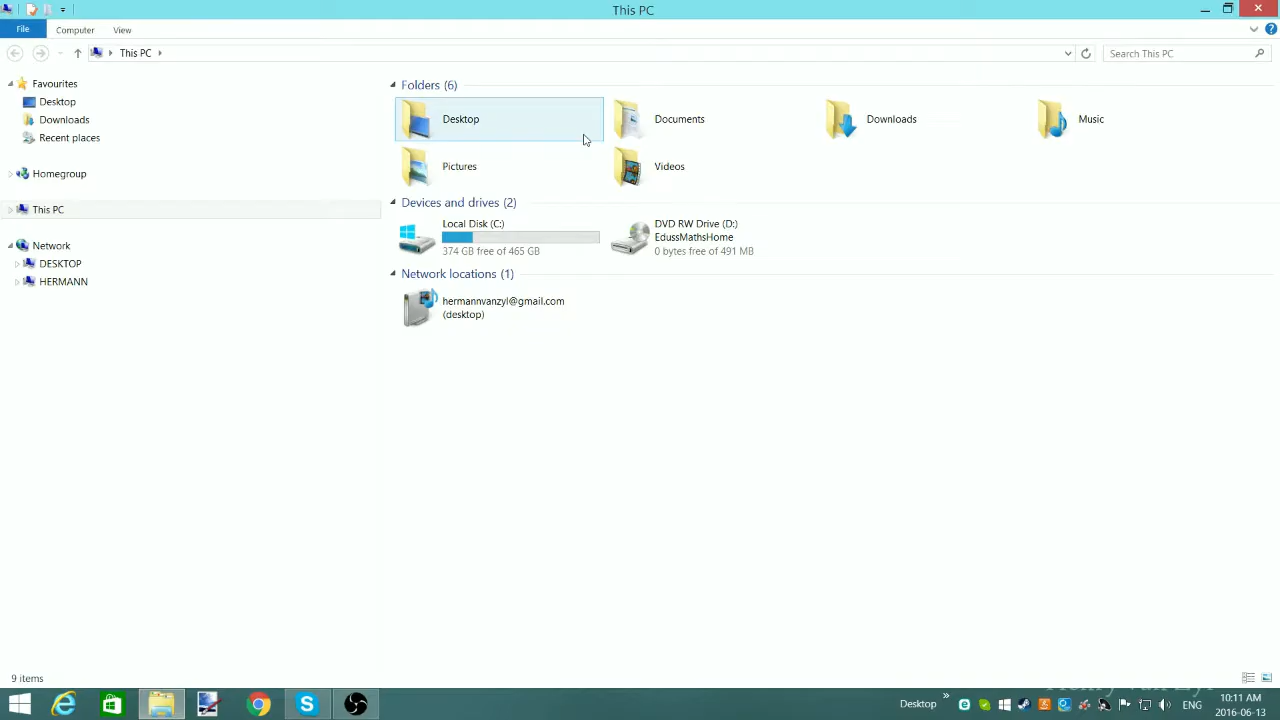 This PC
File
Computer
View
This PC
Search This PC
Favourites
Desktop
Downloads
Recent places
Homegroup
This PC
Network
DESKTOP
HERMANN
Folders (6)
Desktop
Documents
Downloads
Music
Pictures
Videos
Devices and drives (2)
Local Disk (C:)
374 GB free of 465 GB
DVD RW Drive (D:)
EdussMathsHome
0 bytes free of 491 MB
Network locations (1)
hermannvanzyl@gmail.com
(desktop)
9 items
Desktop
ENG
10:11 AM
2016-06-13